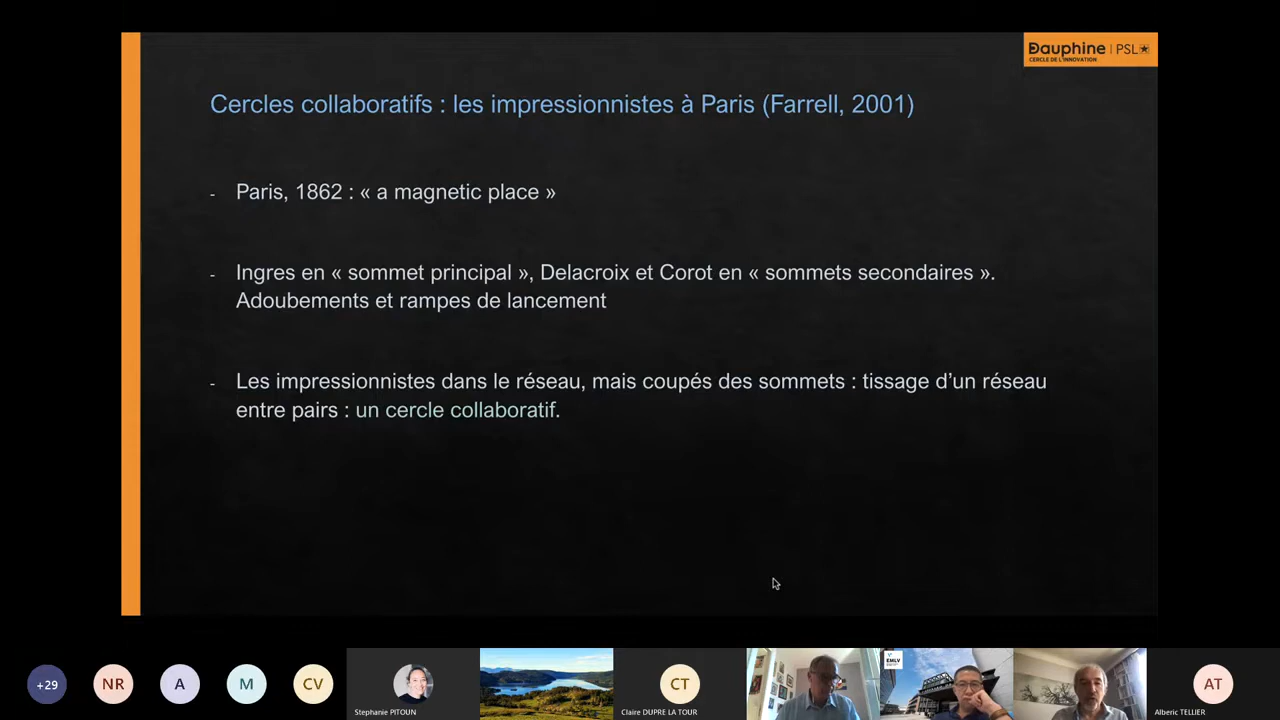 Dauphine | PSL★
CERCLE DE L'INNOVATION
Cercles collaboratifs : les impressionnistes à Paris (Farrell, 2001)
- Paris, 1862 : « a magnetic place »
- Ingres en « sommet principal », Delacroix et Corot en « sommets secondaires ».
Adoubements et rampes de lancement
- Les impressionnistes dans le réseau, mais coupés des sommets : tissage d’un réseau
entre pairs : un cercle collaboratif.
+29
NR
A
M
CV
Stephanie PITOUN
CT
Claire DUPRE LA TOUR
EMLV
AT
Alberic TELLIER